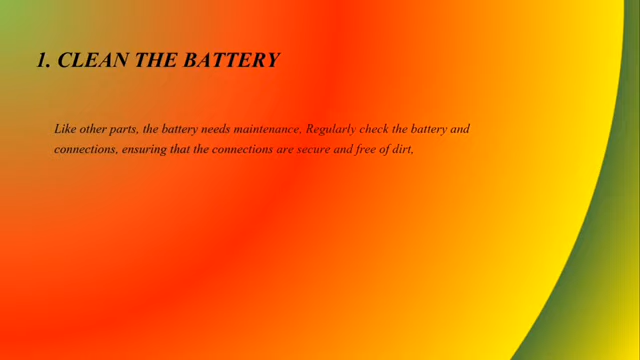 1. CLEAN THE BATTERY
Like other parts, the battery needs maintenance. Regularly check the battery and
connections, ensuring that the connections are secure and free of dirt,